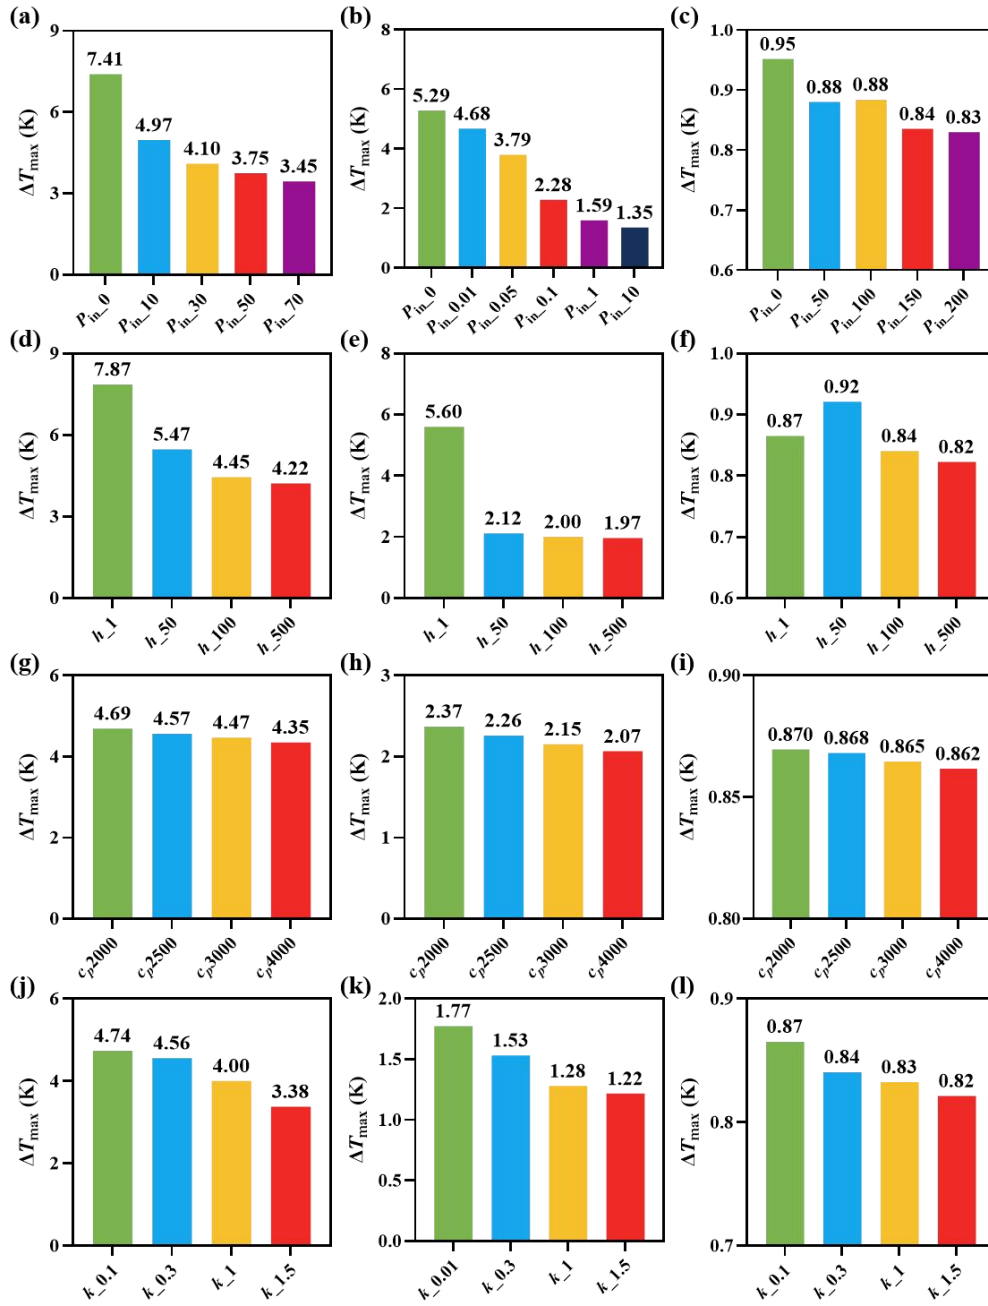 (a)
ΔTmax (K)
9
6
3
0
7.41
4.97
4.10
3.75
3.45
Pin_0
Pin_10
Pin_30
Pin_50
Pin_70
(b)
ΔTmax (K)
8
6
4
2
0
5.29
4.68
3.79
2.28
1.59
1.35
Pin_0
Pin_0.01
Pin_0.05
Pin_0.1
Pin_1
Pin_10
(c)
ΔTmax (K)
1.0
0.9
0.8
0.7
0.6
0.95
0.88
0.88
0.84
0.83
Pin_0
Pin_50
Pin_100
Pin_150
Pin_200
(d)
ΔTmax (K)
9
6
3
0
7.87
5.47
4.45
4.22
h_1
h_50
h_100
h_500
(e)
ΔTmax (K)
8
6
4
2
0
5.60
2.12
2.00
1.97
h_1
h_50
h_100
h_500
(f)
ΔTmax (K)
1.0
0.9
0.8
0.7
0.6
0.87
0.92
0.84
0.82
h_1
h_50
h_100
h_500
(g)
ΔTmax (K)
6
4
2
0
4.69
4.57
4.47
4.35
cp2000
cp2500
cp3000
cp4000
(h)
ΔTmax (K)
3
2
1
0
2.37
2.26
2.15
2.07
cp2000
cp2500
cp3000
cp4000
(i)
ΔTmax (K)
0.90
0.85
0.80
0.870
0.868
0.865
0.862
cp2000
cp2500
cp3000
cp4000
(j)
ΔTmax (K)
6
4
2
0
4.74
4.56
4.00
3.38
k_0.1
k_0.3
k_1
k_1.5
(k)
ΔTmax (K)
2.0
1.5
1.0
0.5
0.0
1.77
1.53
1.28
1.22
k_0.01
k_0.3
k_1
k_1.5
(l)
ΔTmax (K)
0.9
0.8
0.7
0.87
0.84
0.83
0.82
k_0.1
k_0.3
k_1
k_1.5